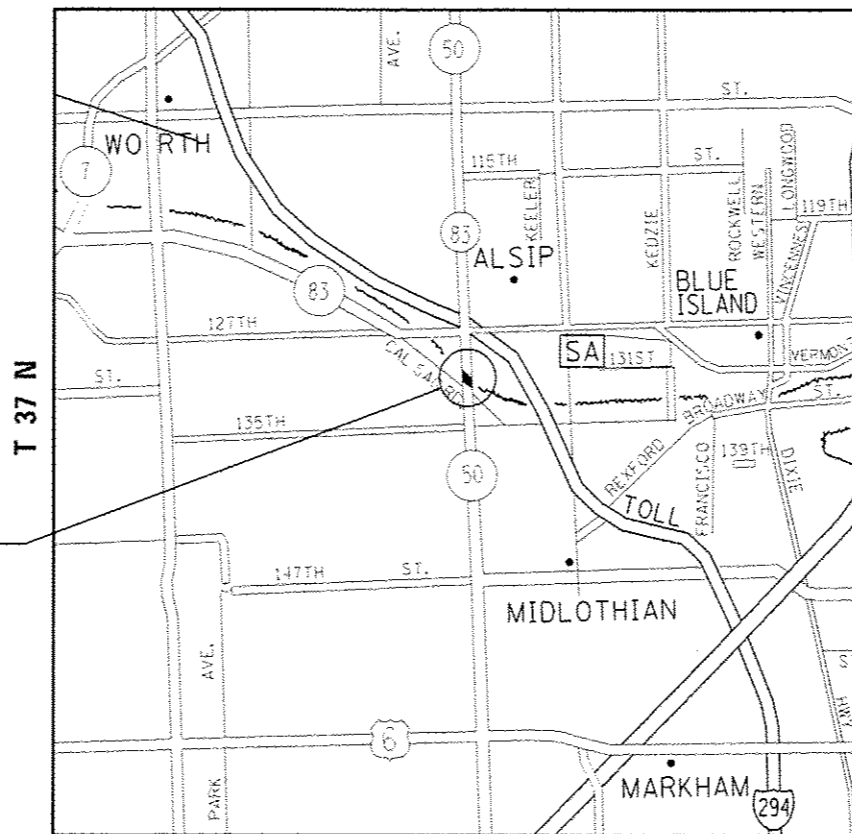 AVE.
50
ST.
WORTH
7
115TH
ST.
KEELER
ROCKWELL
WESTERN
LONGWOOD
119TH
83
ALSIP
KEDZIE
BLUE
ISLAND
VINCENNES
83
127TH
SA
131ST
VERMONT
T 37 N
ST.
CAL SAG RD
BROADWAY
ST.
135TH
50
REXFORD
FRANCISCO
139TH
DIXIE
TOLL
147TH
ST.
MIDLOTHIAN
AVE.
S
HWY
6
PARK
MARKHAM
294